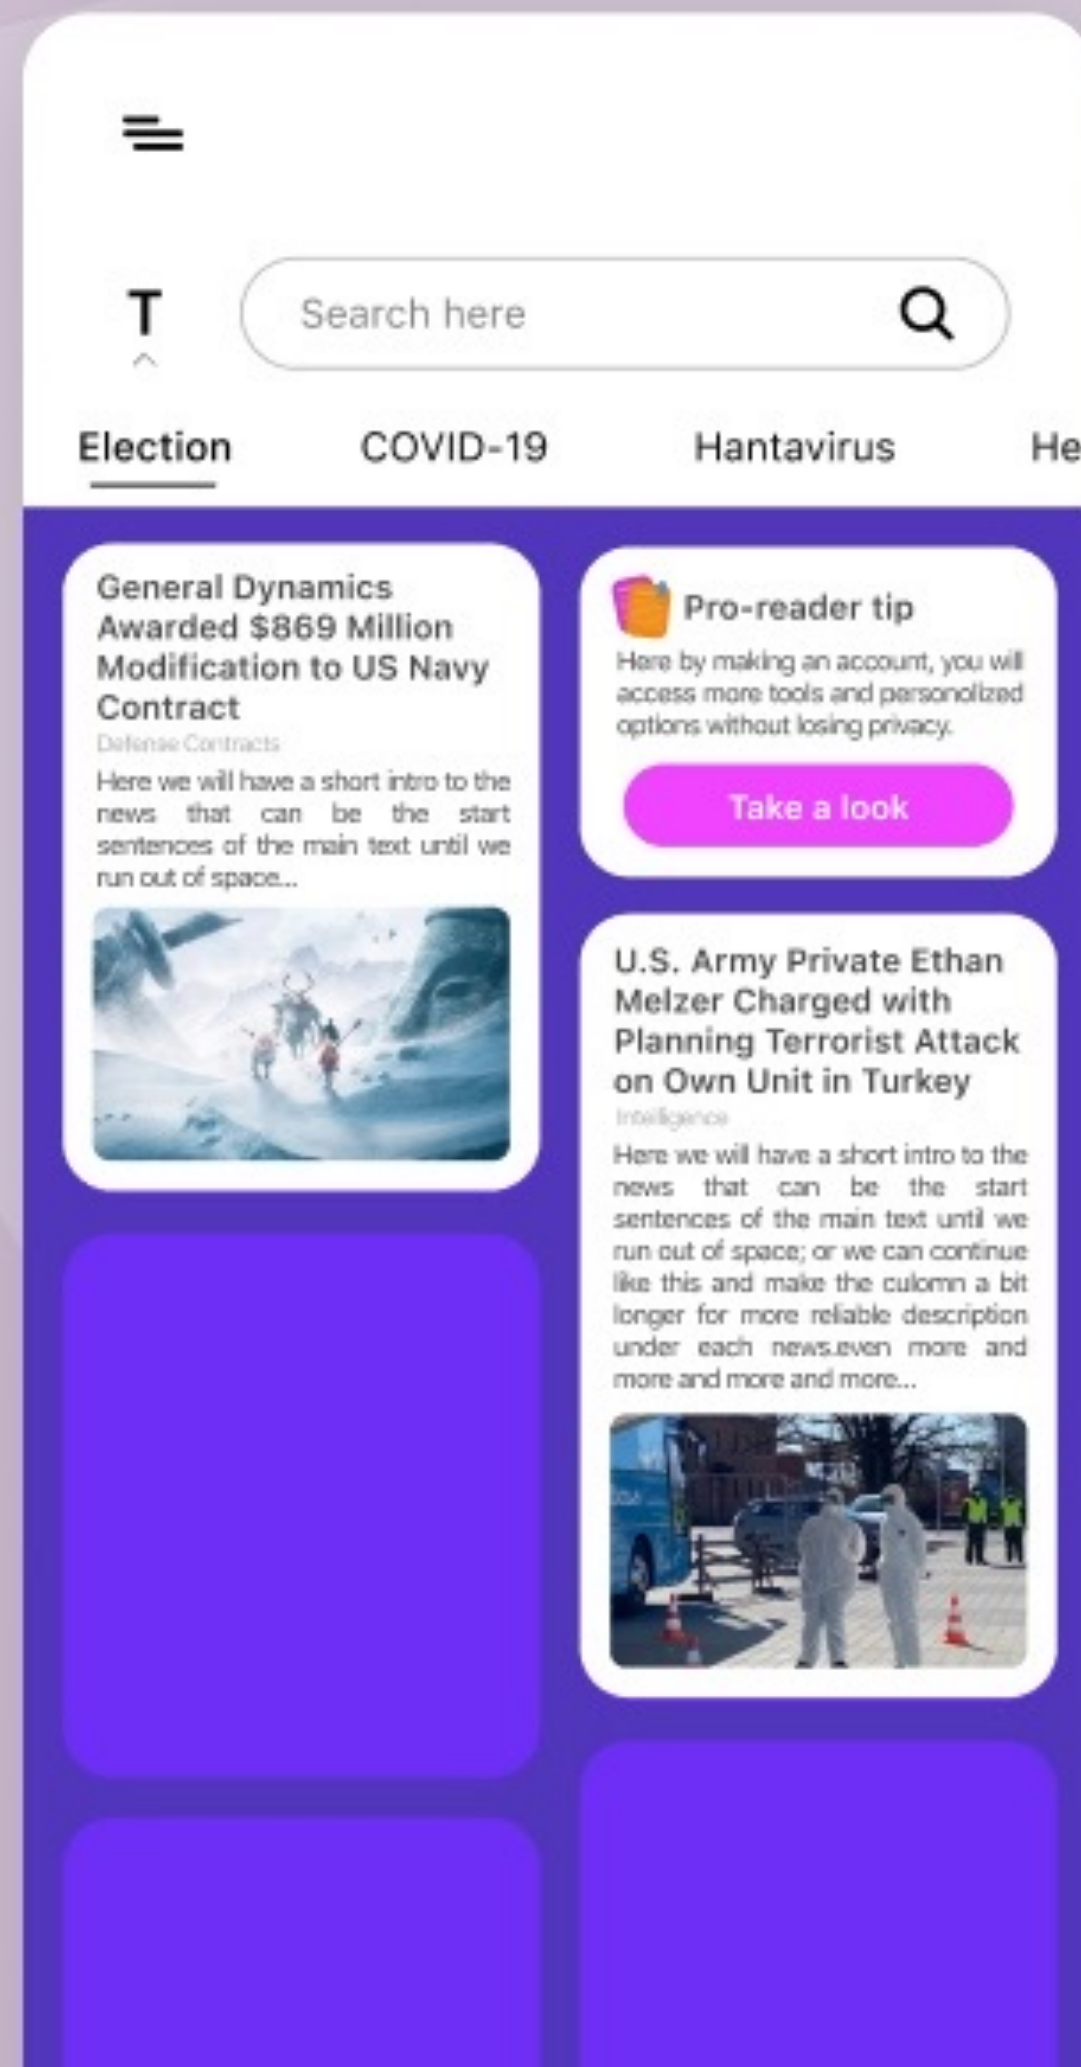 T
Search here
Election COVID-19 Hantavirus He
General Dynamics
Awarded $869 Million
Modification to US Navy
Contract
Defense Contracts
Here we will have a short intro to the
news that can be the start
sentences of the main text until we
run out of space...
Pro-reader tip
Here by making an account, you will
access more tools and personolized
options without losing privacy.
Take a look
U.S. Army Private Ethan
Melzer Charged with
Planning Terrorist Attack
on Own Unit in Turkey
Intelligence
Here we will have a short intro to the
news that can be the start
sentences of the main text until we
run out of space; or we can continue
like this and make the culomn a bit
longer for more reliable description
under each news.even more and
more and more and more...